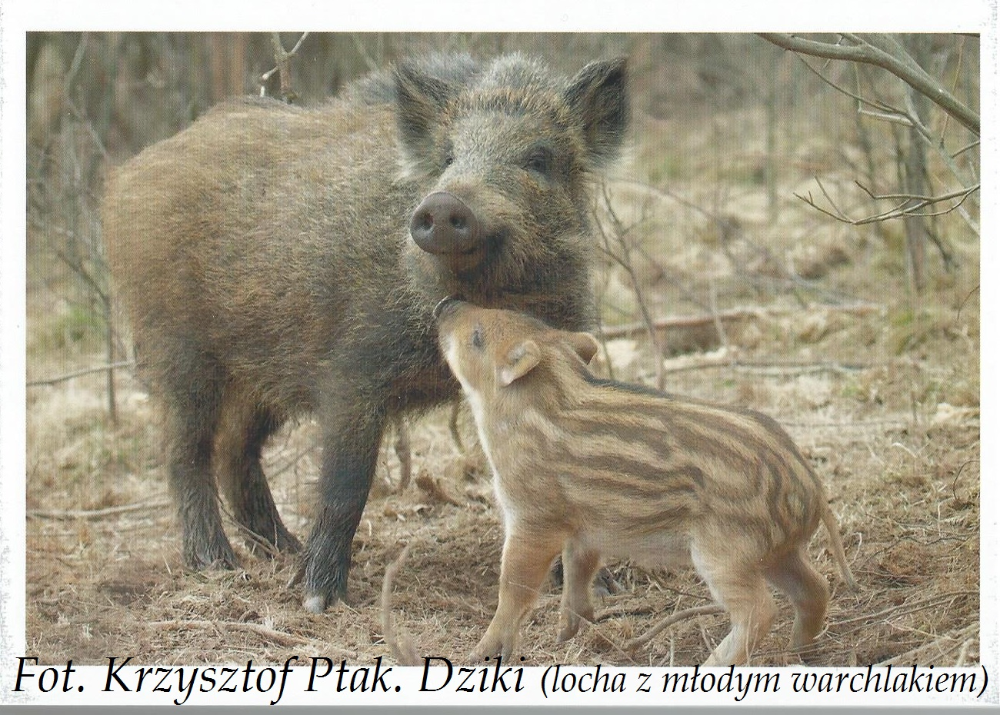 Fot. Krzysztof Ptak. Dziki (locha z młodym warchlakiem)